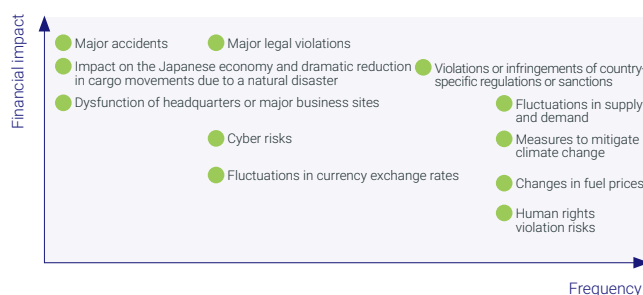 Financial impact
Major accidents
Major legal violations
Impact on the Japanese economy and dramatic reduction
in cargo movements due to a natural disaster
Violations or infringements of country-
specific regulations or sanctions
Dysfunction of headquarters or major business sites
Fluctuations in supply
and demand
Cyber risks
Measures to mitigate
climate change
Fluctuations in currency exchange rates
Changes in fuel prices
Human rights
violation risks
Frequency